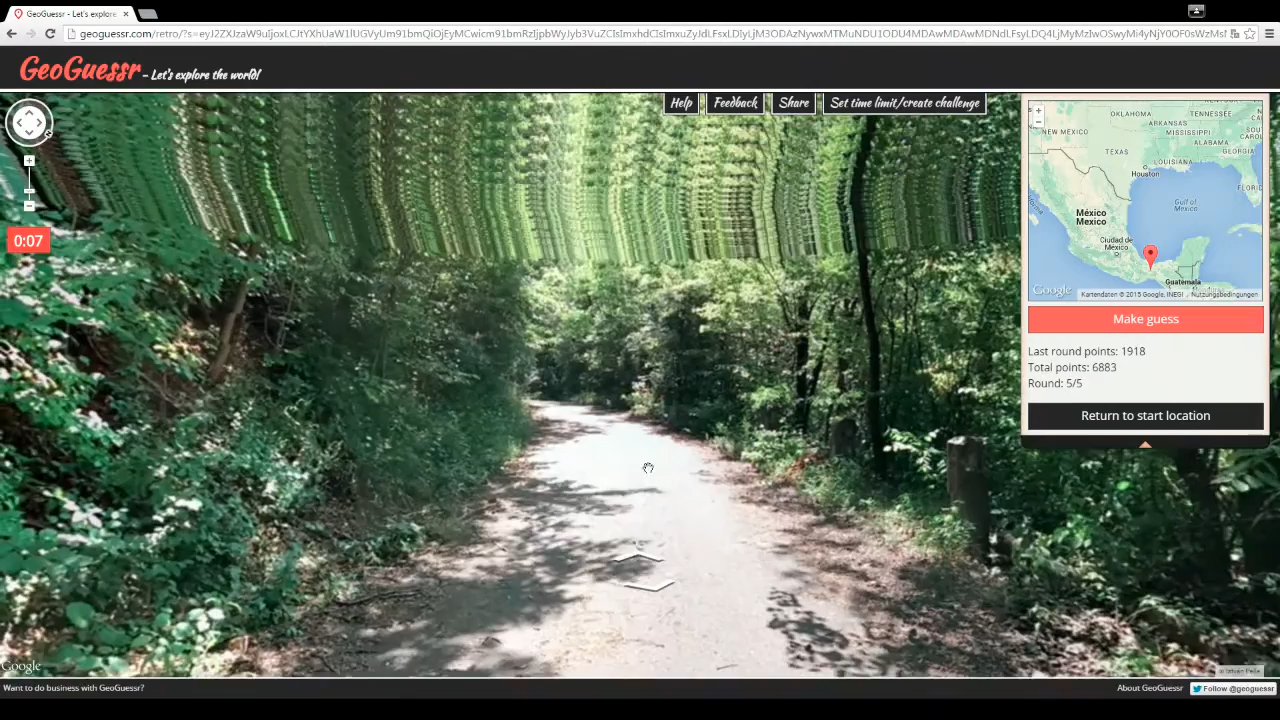 GeoGuessr - Let's explore
geoguessr.com/retro/?s=
GeoGuessr - Let's explore the world!
Help
Feedback
Share
Set time limit/create challenge
0:07
OKLAHOMA
TENNESSEE
ARKANSAS
NEW MEXICO
MISSISSIPPI
ALABAMA
TEXAS
GEORGIA
LOUISIANA
Houston
Gulf of
Mexico
México
Mexico
Ciudad de
México
Guatemala
Google
Kartendaten © 2015 Google, INEGI
Nutzungsbedingungen
Make guess
Last round points: 1918
Total points: 6883
Round: 5/5
Return to start location
Google
Want to do business with GeoGuessr?
About GeoGuessr
Follow @geoguessr